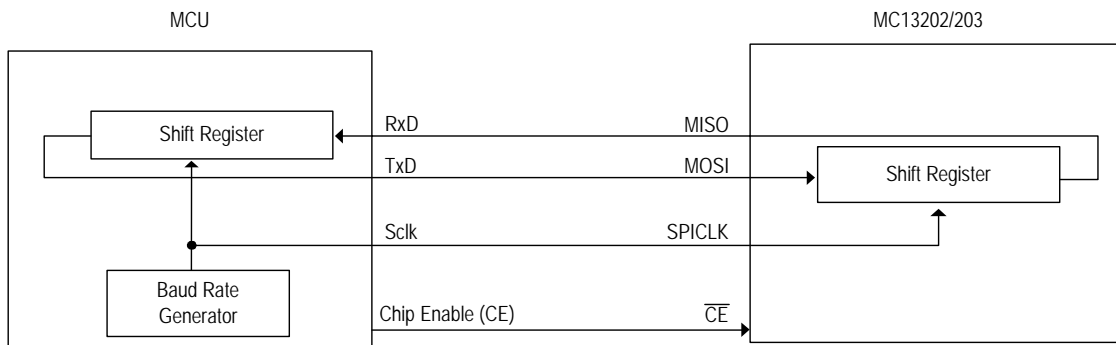 MCU
MC13202/203
Shift Register
RxD
MISO
TxD
MOSI
Shift Register
Sclk
SPICLK
Baud Rate
Generator
Chip Enable (CE)
C̅E̅